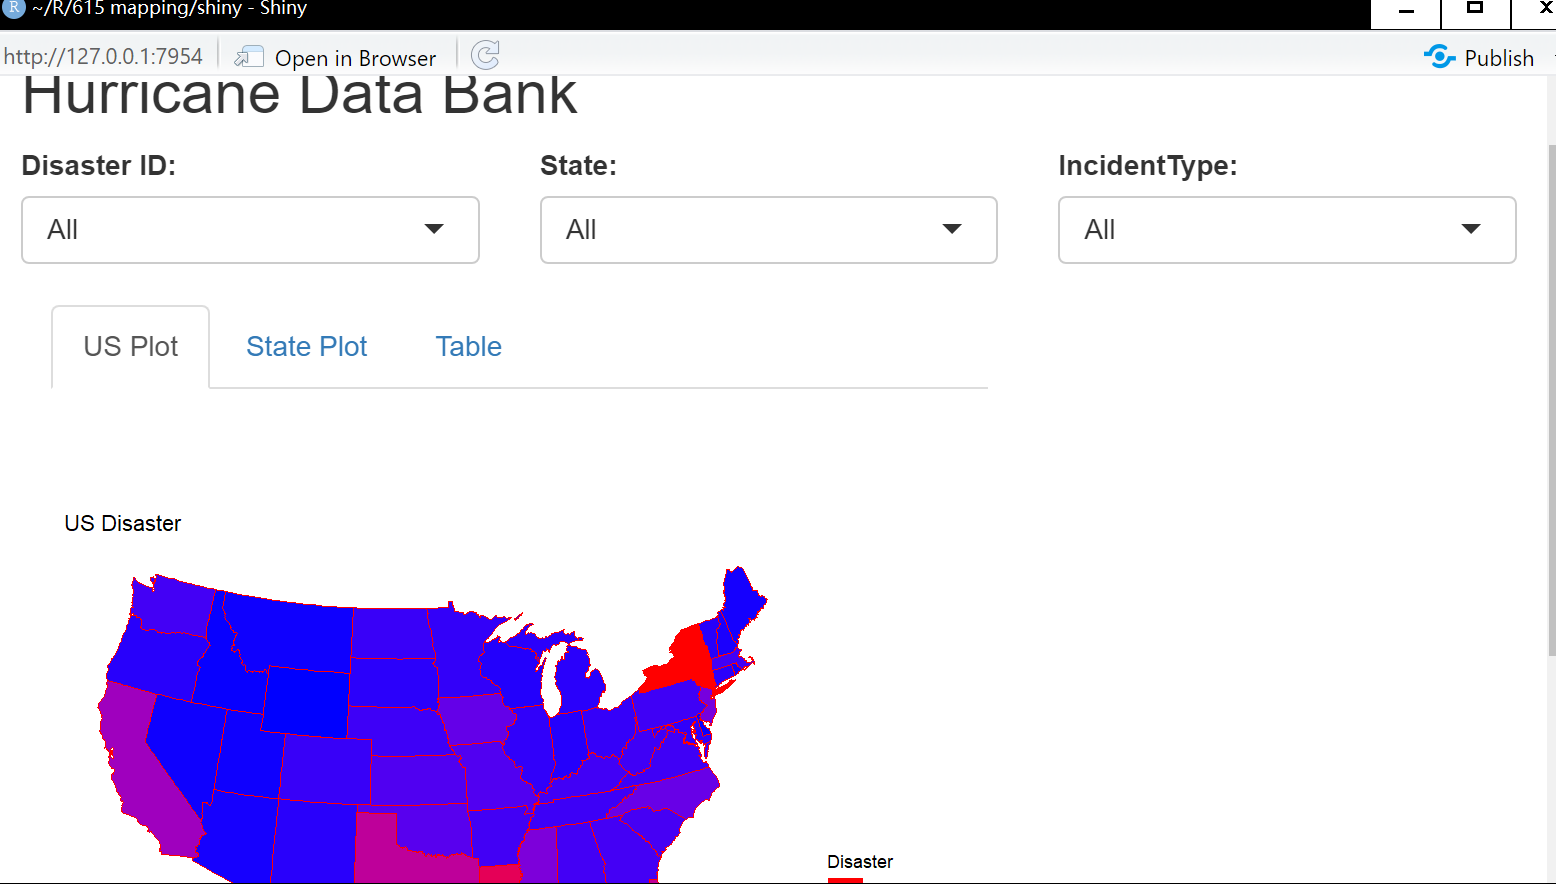 R ~/R/615 mapping/shiny - Shiny
http://127.0.0.1:7954 Open in Browser Publish
Hurricane Data Bank
Disaster ID: State: IncidentType:
All All All
US Plot State Plot Table
US Disaster
Disaster